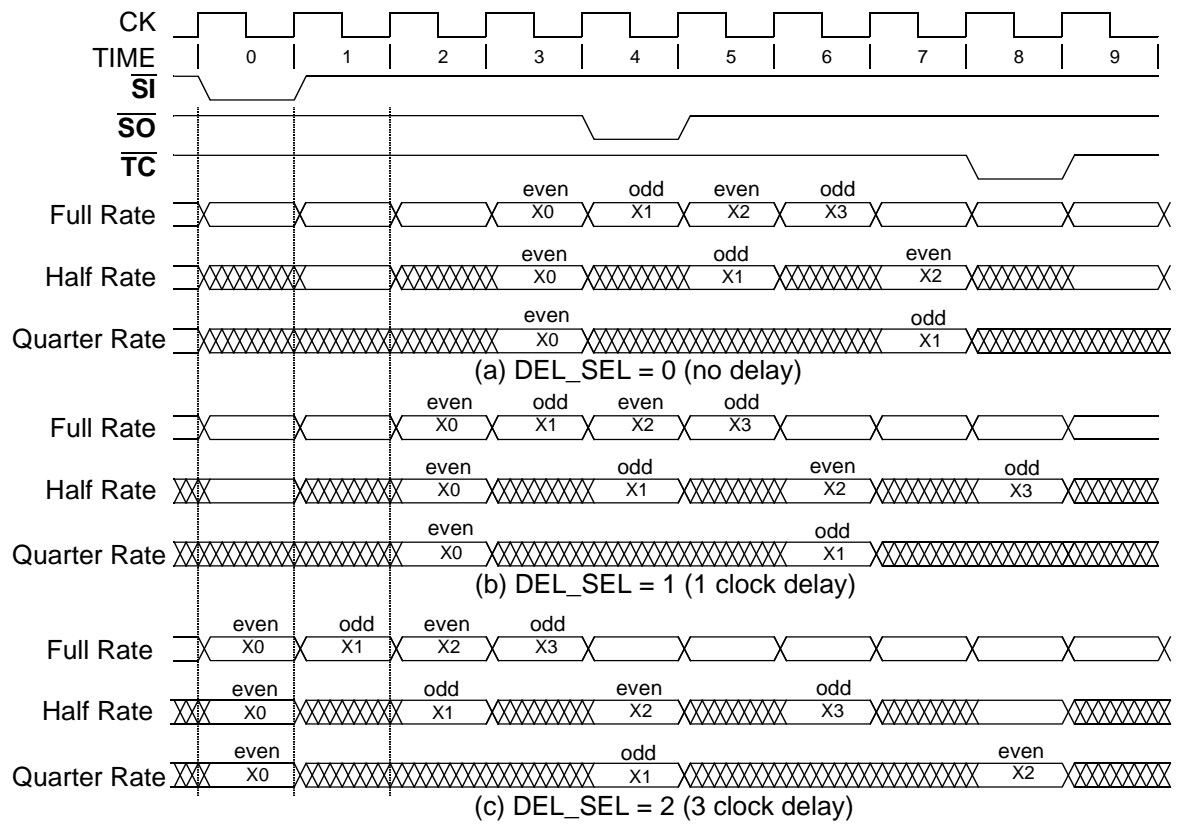 CK
TIME 0 1 2 3 4 5 6 7 8 9
SI
SO
TC
even odd even odd
Full Rate X0 X1 X2 X3
even odd even
Half Rate X0 X1 X2
even odd
Quarter Rate X0 X1
(a) DEL_SEL = 0 (no delay)
even odd even odd
Full Rate X0 X1 X2 X3
even odd even odd
Half Rate X0 X1 X2 X3
even odd
Quarter Rate X0 X1
(b) DEL_SEL = 1 (1 clock delay)
even odd even odd
Full Rate X0 X1 X2 X3
even odd even odd
Half Rate X0 X1 X2 X3
even odd even
Quarter Rate X0 X1 X2
(c) DEL_SEL = 2 (3 clock delay)